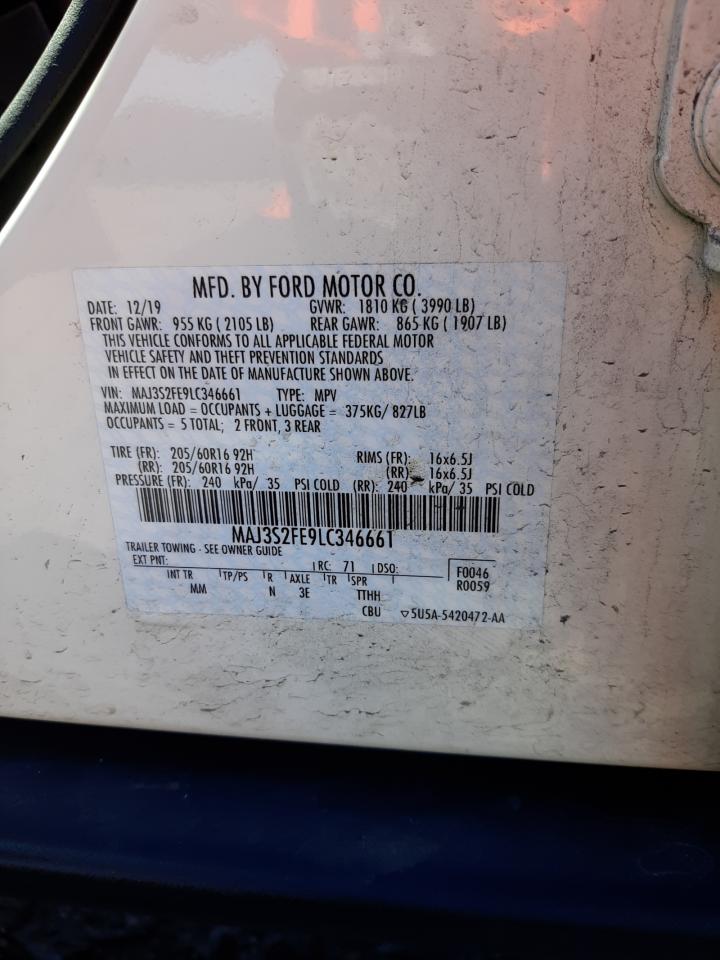 MFD. BY FORD MOTOR CO.
DATE: 12/19 GVWR: 1810 KG ( 3990 LB)
FRONT GAWR: 955 KG ( 2105 LB) REAR GAWR: 865 KG ( 1907 LB)
THIS VEHICLE CONFORMS TO ALL APPLICABLE FEDERAL MOTOR
VEHICLE SAFETY AND THEFT PREVENTION STANDARDS
IN EFFECT ON THE DATE OF MANUFACTURE SHOWN ABOVE.
VIN: MAJ3S2FE9LC346661 TYPE: MPV
MAXIMUM LOAD = OCCUPANTS + LUGGAGE = 375KG/ 827LB
OCCUPANTS = 5 TOTAL; 2 FRONT, 3 REAR
TIRE (FR): 205/60R16 92H RIMS (FR): 16x6.5J
(RR): 205/60R16 92H (RR): 16x6.5J
PRESSURE (FR): 240 kPa/ 35 PSI COLD (RR): 240 kPa/ 35 PSI COLD
MAJ3S2FE9LC346661
TRAILER TOWING - SEE OWNER GUIDE
EXT PNT: RC: 71 DSO: F0046
INT TR TP/PS R AXLE TR SPR R0059
MM N 3E TTHH
CBU ▽5U5A-5420472-AA